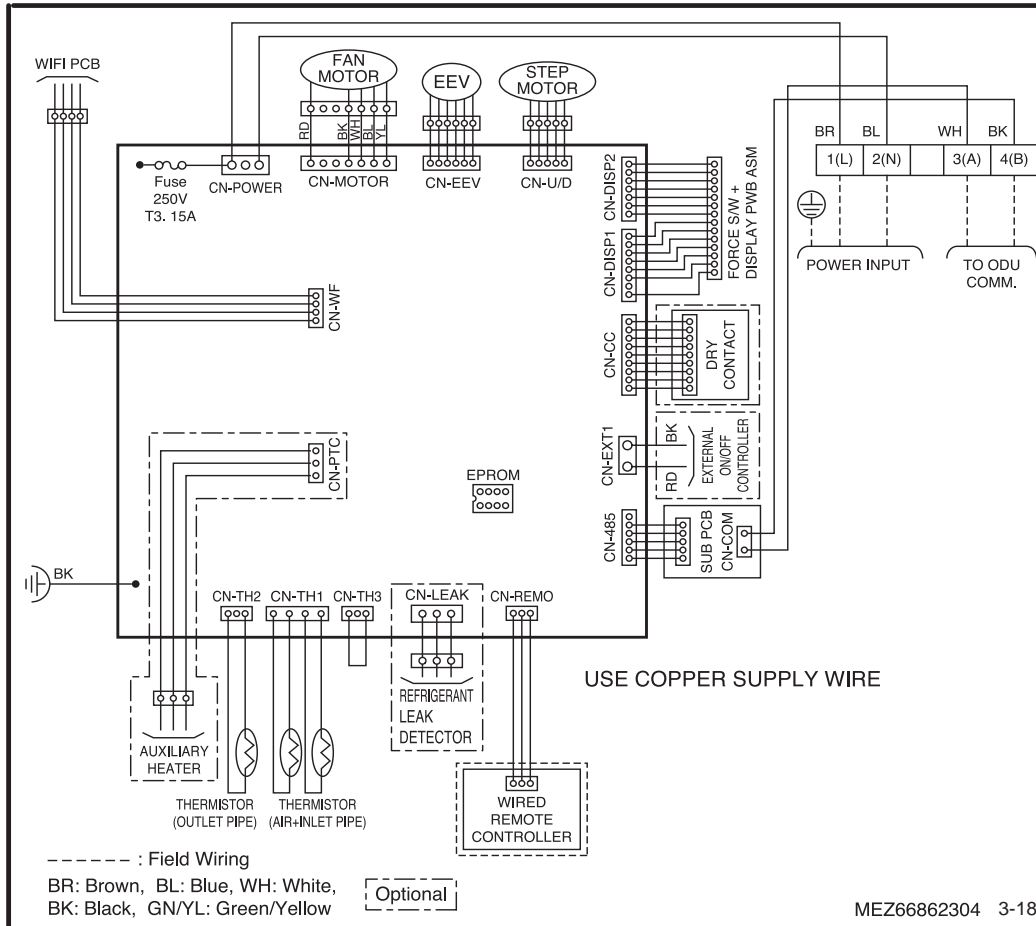 WIFI PCB
FAN
MOTOR
EEV
STEP
MOTOR
RD
BK
WH
BL
YL
BR
BL
WH
BK
1(L)
2(N)
3(A)
4(B)
Fuse
250V
T3. 15A
CN-POWER
CN-MOTOR
CN-EEV
CN-U/D
CN-DISP2
CN-DISP1
FORCE S/W +
DISPLAY PWB ASM
POWER INPUT
TO ODU
COMM.
CN-WF
CN-CC
DRY
CONTACT
CN-PTC
EPROM
CN-EXT1
BK
RD
EXTERNAL
ON/OFF
CONTROLLER
CN-485
SUB PCB
CN-COM
BK
CN-TH2
CN-TH1
CN-TH3
CN-LEAK
CN-REMO
USE COPPER SUPPLY WIRE
REFRIGERANT
LEAK
DETECTOR
AUXILIARY
HEATER
THERMISTOR
(OUTLET PIPE)
THERMISTOR
(AIR+INLET PIPE)
WIRED
REMOTE
CONTROLLER
: Field Wiring
BR: Brown, BL: Blue, WH: White,
BK: Black, GN/YL: Green/Yellow
Optional
MEZ66862304 3-18